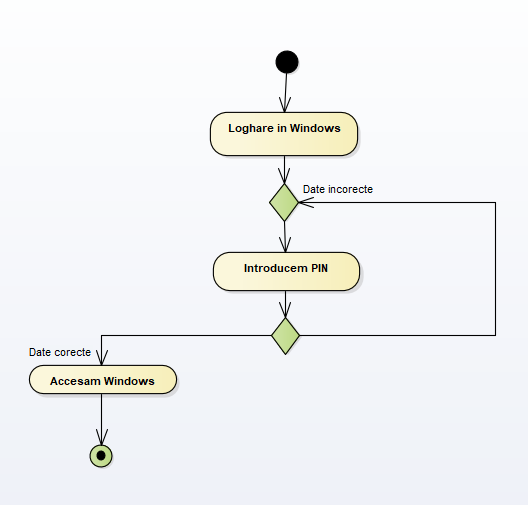 Loghare in Windows
Date incorecte
Introducem PIN
Date corecte
Accesam Windows